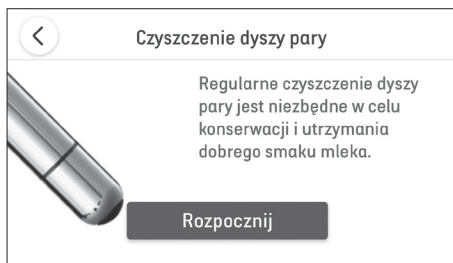 Czyszczenie dyszy pary
Regularne czyszczenie dyszy
pary jest niezbędne w celu
konserwacji i utrzymania
dobrego smaku mleka.
Rozpocznij